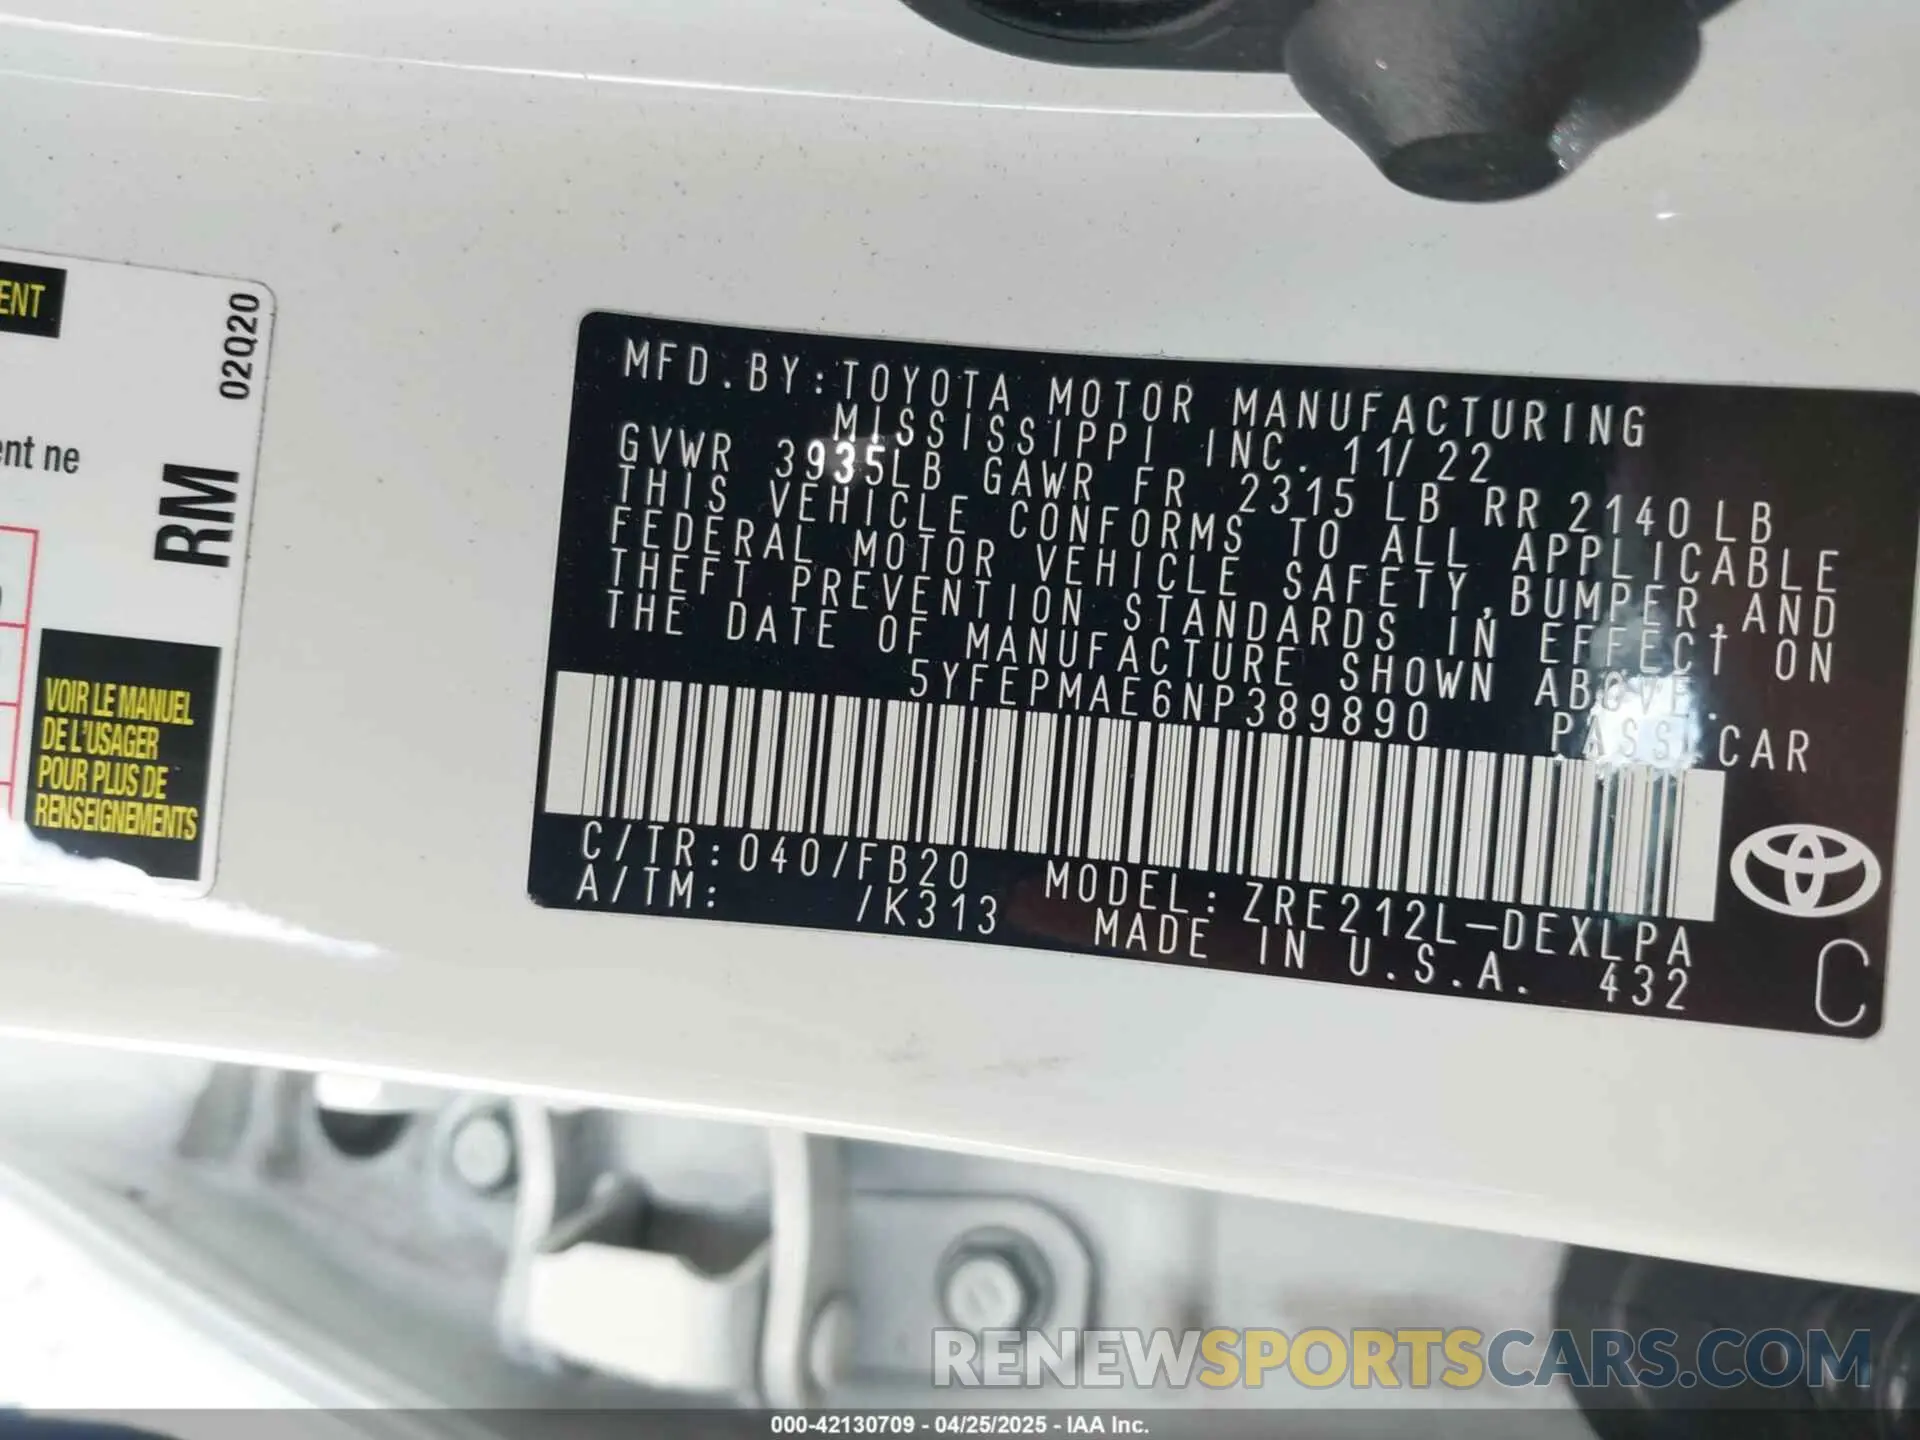 ENT
ent ne
02Q20
RM
VOIR LE MANUEL
DE L'USAGER
POUR PLUS DE
RENSEIGNEMENTS
MFD.BY:TOYOTA MOTOR MANUFACTURING
MISSISSIPPI INC. 11/22
GVWR 3935LB GAWR FR 2315 LB RR 2140LB
THIS VEHICLE CONFORMS TO ALL APPLICABLE
FEDERAL MOTOR VEHICLE SAFETY,BUMPER,AND
THEFT PREVENTION STANDARDS IN EFFECT ON
THE DATE OF MANUFACTURE SHOWN ABOVE.
5YFEPMAE6NP389890 PASS.CAR
C/TR:040/FB20 MODEL:ZRE212L-DEXLPA
A/TM: /K313 MADE IN U.S.A. 432
C
RENEWSPORTSCARS.COM
000-42130709 - 04/25/2025 - IAA Inc.